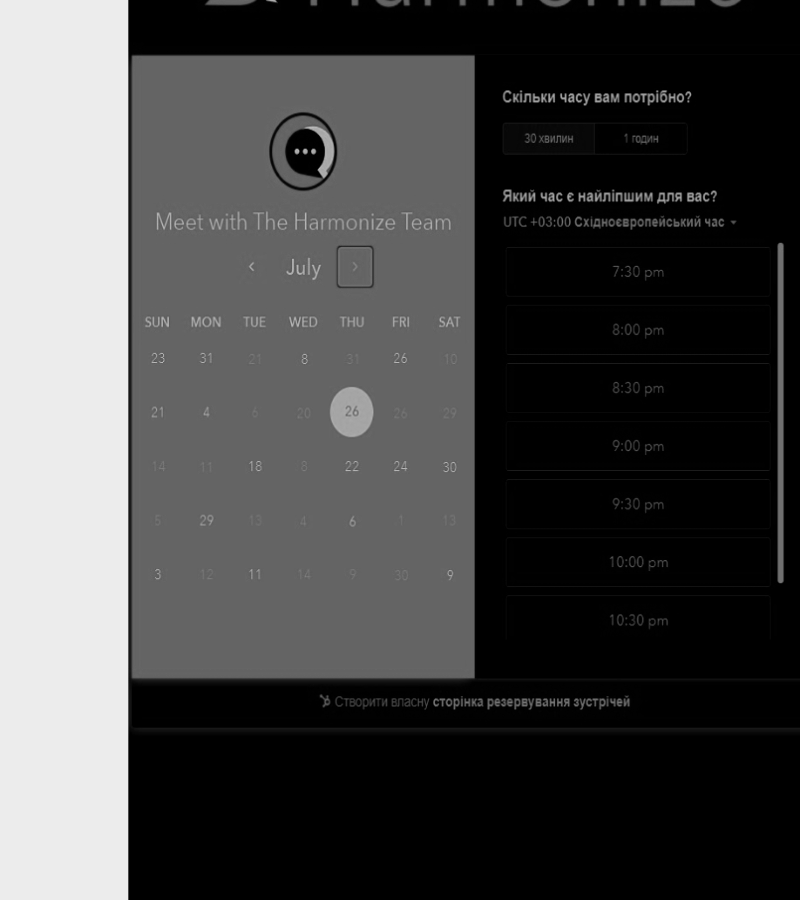 Harmonize
Meet with The Harmonize Team
July
SUN MON TUE WED THU FRI SAT
23 31 21 8 31 26 10
21 4 6 20 26 26 29
14 11 18 8 22 24 30
5 29 13 4 6 1 13
3 12 11 14 9 30 9
Скільки часу вам потрібно?
30 хвилин 1 годин
Який час є найліпшим для вас?
UTC +03:00 Східноєвропейський час
7:30 pm
8:00 pm
8:30 pm
9:00 pm
9:30 pm
10:00 pm
10:30 pm
Створити власну сторінка резервування зустрічей